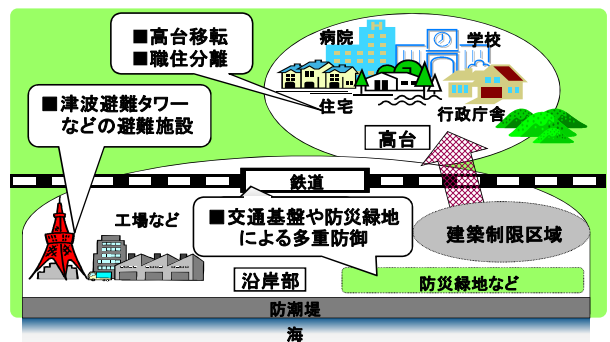 ■高台移転
■職住分離
病院
学校
住宅
行政庁舎
高台
■津波避難タワー
などの避難施設
鉄道
工場など
■交通基盤や防災緑地
による多重防御
建築制限区域
沿岸部
防災緑地など
防潮堤
海